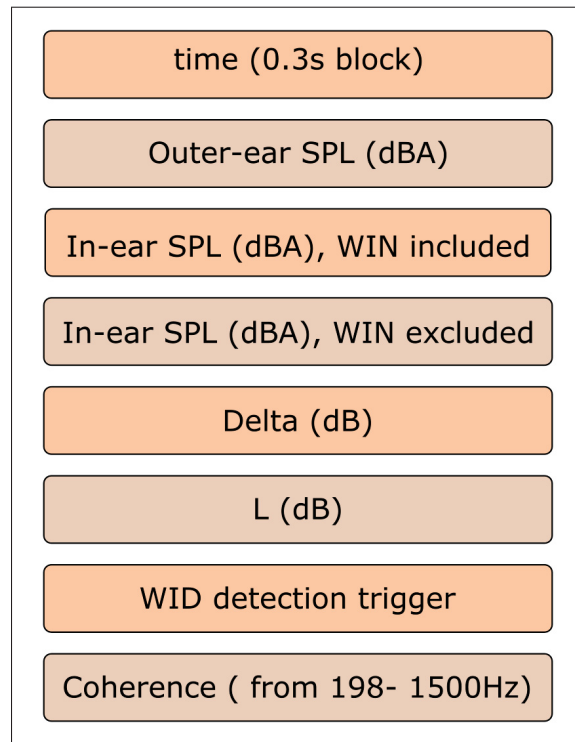 time (0.3s block)
Outer-ear SPL (dBA)
In-ear SPL (dBA), WIN included
In-ear SPL (dBA), WIN excluded
Delta (dB)
L (dB)
WID detection trigger
Coherence ( from 198- 1500Hz)